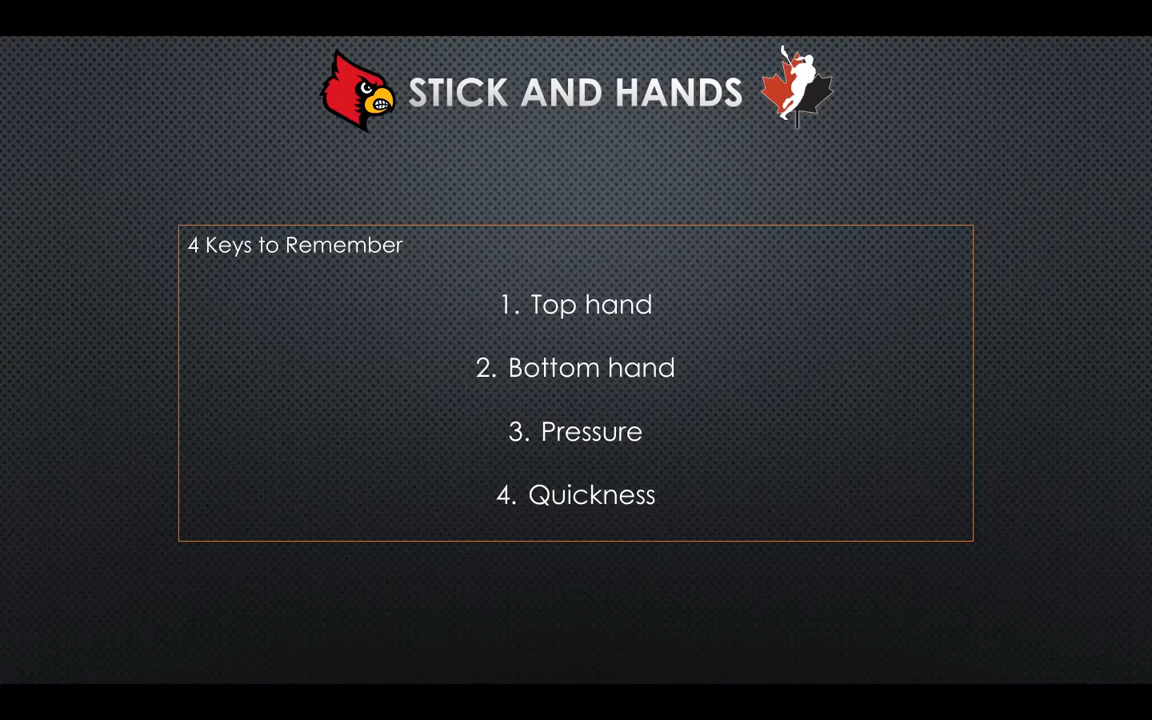 STICK AND HANDS
4 Keys to Remember
1. Top hand
2. Bottom hand
3. Pressure
4. Quickness